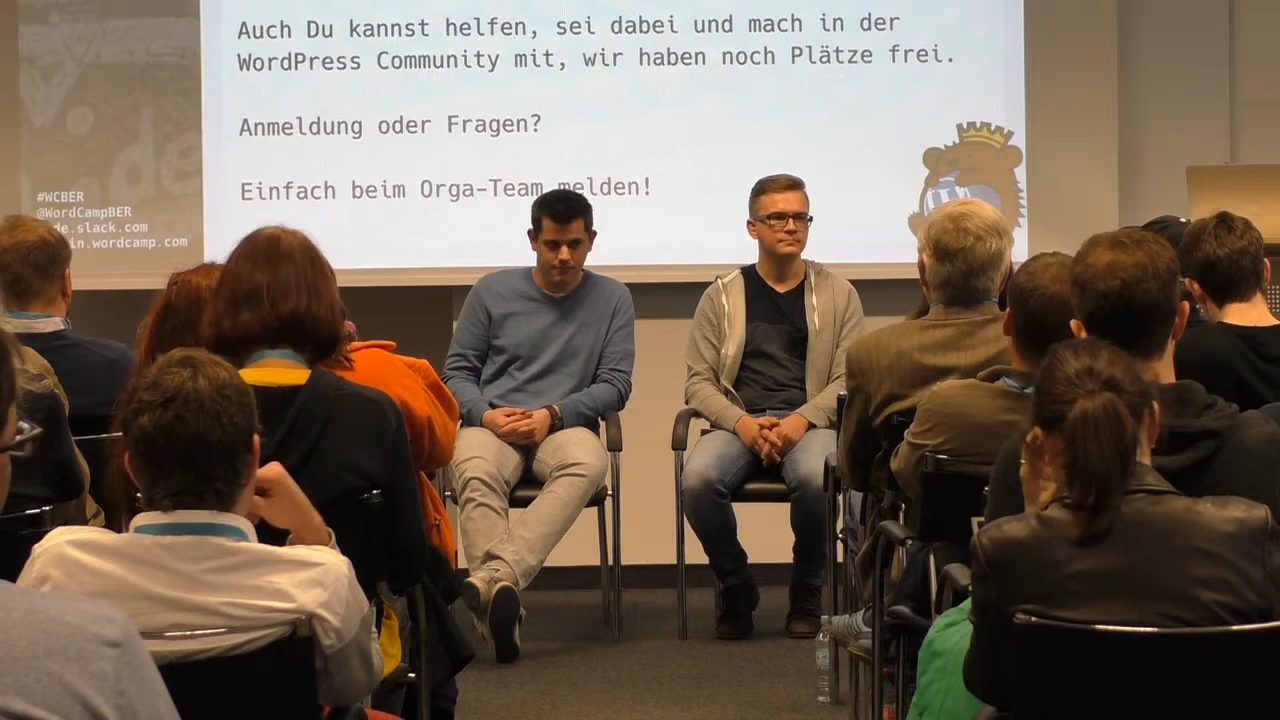 Auch Du kannst helfen, sei dabei und mach in der
WordPress Community mit, wir haben noch Plätze frei.
Anmeldung oder Fragen?
Einfach beim Orga-Team melden!
#WCBER
@WordCampBER
de.slack.com
in.wordcamp.com